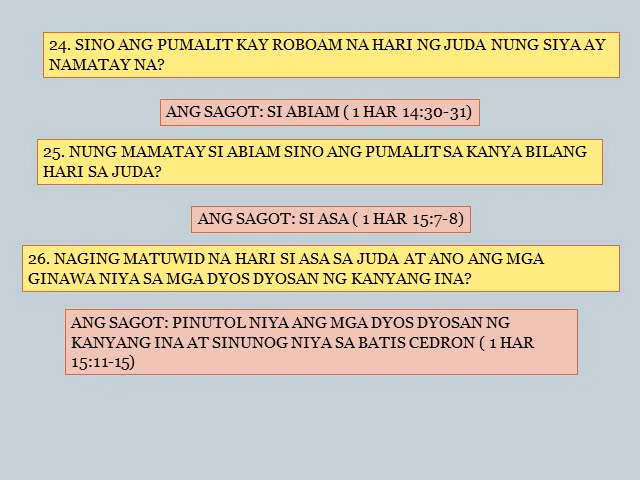 24. SINO ANG PUMALIT KAY ROBOAM NA HARI NG JUDA NUNG SIYA AY
NAMATAY NA?
ANG SAGOT: SI ABIAM ( 1 HAR 14:30-31)
25. NUNG MAMATAY SI ABIAM SINO ANG PUMALIT SA KANYA BILANG
HARI SA JUDA?
ANG SAGOT: SI ASA ( 1 HAR 15:7-8)
26. NAGING MATUWID NA HARI SI ASA SA JUDA AT ANO ANG MGA
GINAWA NIYA SA MGA DYOS DYOSAN NG KANYANG INA?
ANG SAGOT: PINUTOL NIYA ANG MGA DYOS DYOSAN NG
KANYANG INA AT SINUNOG NIYA SA BATIS CEDRON ( 1 HAR
15:11-15)